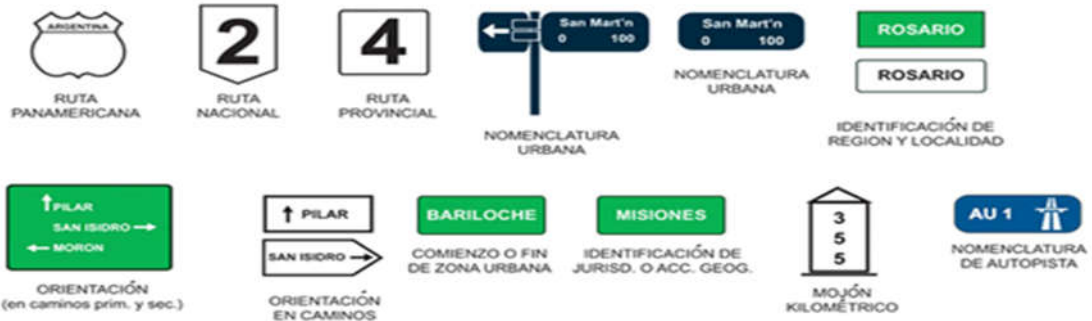 ARGENTINA
RUTA
PANAMERICANA
2
RUTA
NACIONAL
4
RUTA
PROVINCIAL
San Mart'n
0 100
NOMENCLATURA
URBANA
San Mart'n
0 100
NOMENCLATURA
URBANA
ROSARIO
ROSARIO
IDENTIFICACIÓN DE
REGION Y LOCALIDAD
↑ PILAR
SAN ISIDRO →
← MORON
ORIENTACIÓN
(en caminos prim. y sec.)
↑ PILAR
SAN ISIDRO →
ORIENTACIÓN
EN CAMINOS
BARILOCHE
COMIENZO O FIN
DE ZONA URBANA
MISIONES
IDENTIFICACIÓN DE
JURISD. O ACC. GEOG.
3
5
5
MOJÓN
KILOMÉTRICO
AU 1
NOMENCLATURA
DE AUTOPISTA